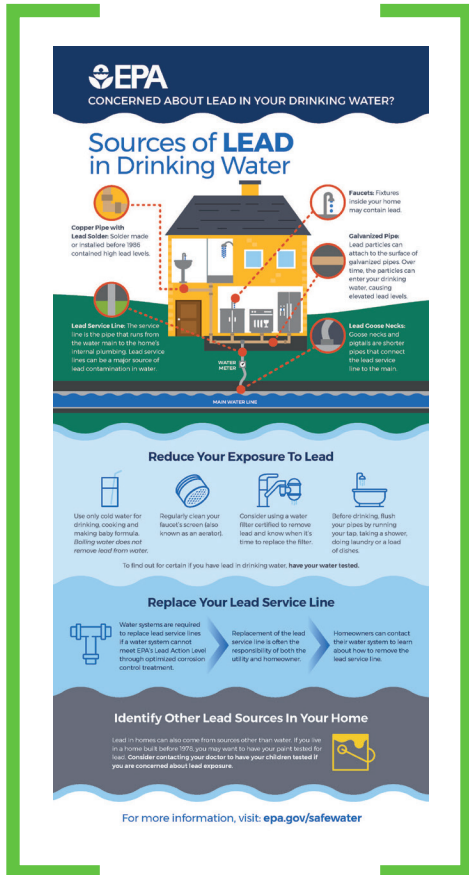 EPA
CONCERNED ABOUT LEAD IN YOUR DRINKING WATER?
Sources of LEAD
in Drinking Water
Copper Pipe with
Lead Solder: Solder made
or installed before 1986
contained high lead levels.
Faucets: Fixtures
inside your home
may contain lead.
Galvanized Pipe:
Lead particles can
attach to the surface of
galvanized pipes. Over
time, the particles can
enter your drinking
water, causing
elevated lead levels.
Lead Service Line: The service
line is the pipe that runs from
the water main to the home's
internal plumbing. Lead service
lines can be a major source of
lead contamination in water.
Lead Goose Necks:
Goose necks and
pigtails are shorter
pipes that connect
the lead service
line to the main.
WATER
METER
MAIN WATER LINE
Reduce Your Exposure To Lead
Use only cold water for
drinking, cooking and
making baby formula.
Boiling water does not
remove lead from water.
Regularly clean your
faucet's screen (also
known as an aerator).
Consider using a water
filter certified to remove
lead and know when it's
time to replace the filter.
Before drinking, flush
your pipes by running
your tap, taking a shower,
doing laundry or a load
of dishes.
To find out for certain if you have lead in drinking water, have your water tested.
Replace Your Lead Service Line
Water systems are required
to replace lead service lines
if a water system cannot
meet EPA's Lead Action Level
through optimized corrosion
control treatment.
Replacement of the lead
service line is often the
responsibility of both the
utility and homeowner.
Homeowners can contact
their water system to learn
about how to remove the
lead service line.
Identify Other Lead Sources In Your Home
Lead in homes can also come from sources other than water. If you live
in a home built before 1978, you may want to have your paint tested for
lead. Consider contacting your doctor to have your children tested if
you are concerned about lead exposure.
For more information, visit: epa.gov/safewater